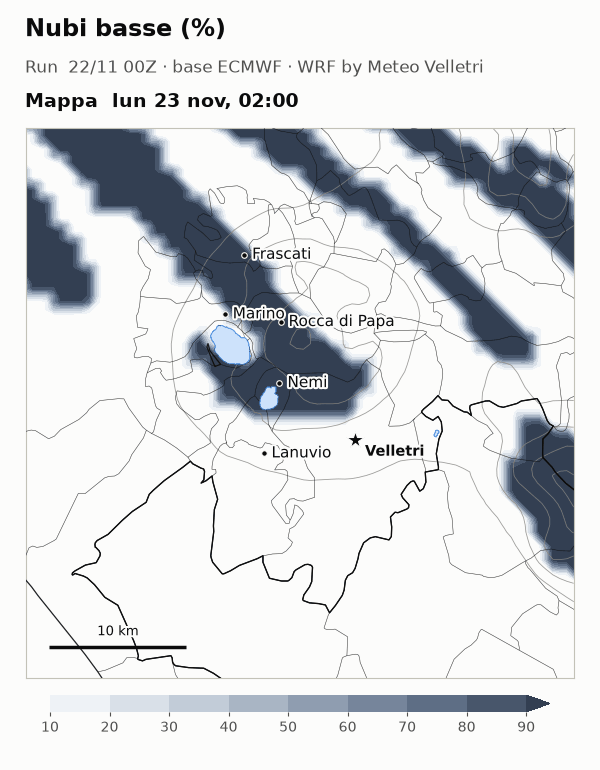 Nubi basse (%)
Run  22/11 00Z · base ECMWF · WRF by Meteo Velletri
Mappa  lun 23 nov, 02:00
Frascati
Marino
Rocca di Papa
Nemi
Velletri
Lanuvio
10 km
10 20 30 40 50 60 70 80 90